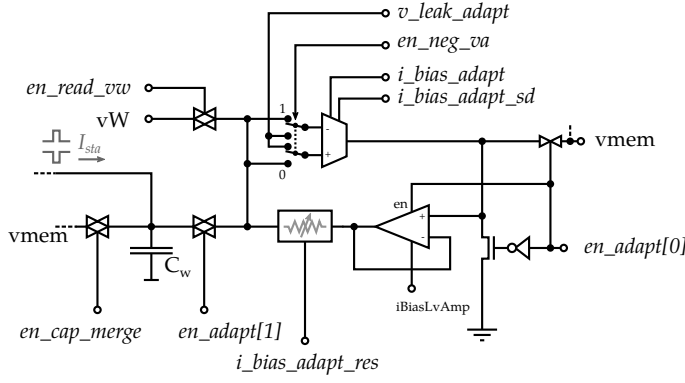 v_leak_adapt
en_neg_va
i_bias_adapt
i_bias_adapt_sd
en_read_vw
vW
1
-
+
0
vmem
I_sta
en
+
-
vmem
C_w
en_adapt[0]
iBiasLvAmp
en_cap_merge
en_adapt[1]
i_bias_adapt_res